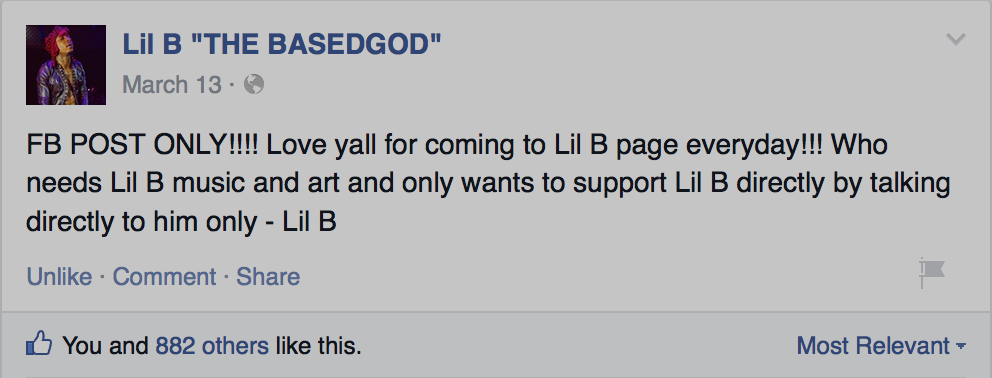 Lil B "THE BASEDGOD"
March 13 ·
FB POST ONLY!!!! Love yall for coming to Lil B page everyday!!! Who
needs Lil B music and art and only wants to support Lil B directly by talking
directly to him only - Lil B
Unlike · Comment · Share
You and 882 others like this.
Most Relevant